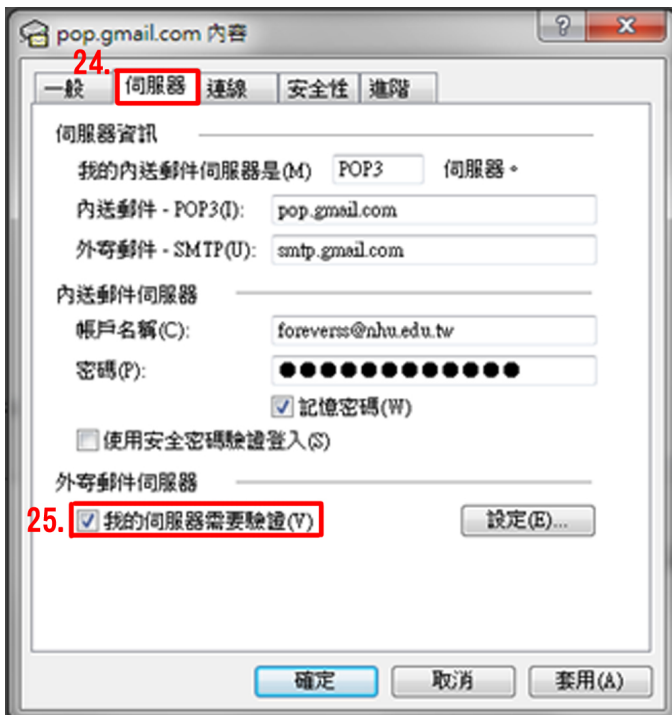 pop.gmail.com 內容
24.
一般 伺服器 連線 安全性 進階
伺服器資訊
我的內送郵件伺服器是(M) POP3 伺服器。
內送郵件 - POP3(I): pop.gmail.com
外寄郵件 - SMTP(U): smtp.gmail.com
內送郵件伺服器
帳戶名稱(C): foreverss@nhu.edu.tw
密碼(P): ●●●●●●●●●●●●
記憶密碼(W)
使用安全密碼驗證登入(S)
外寄郵件伺服器
25. 我的伺服器需要驗證(V) 設定(E)...
確定 取消 套用(A)